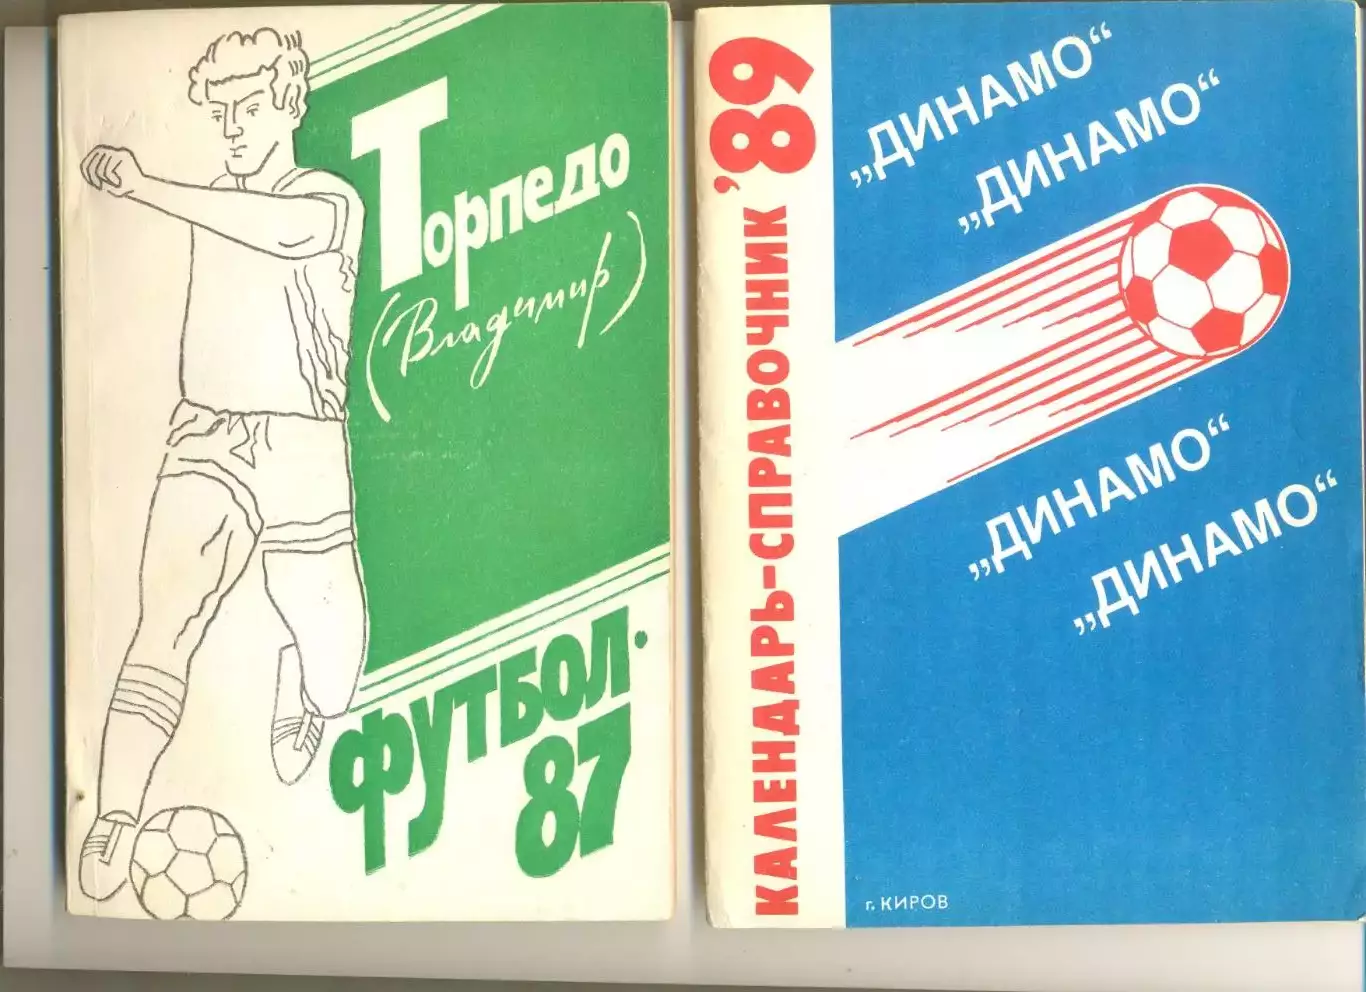 Торпедо
(Владимир)
ФУТБОЛ·
87
КАЛЕНДАРЬ-СПРАВОЧНИК '89
„ДИНАМО“
„ДИНАМО“
„ДИНАМО“
„ДИНАМО“
г. КИРОВ